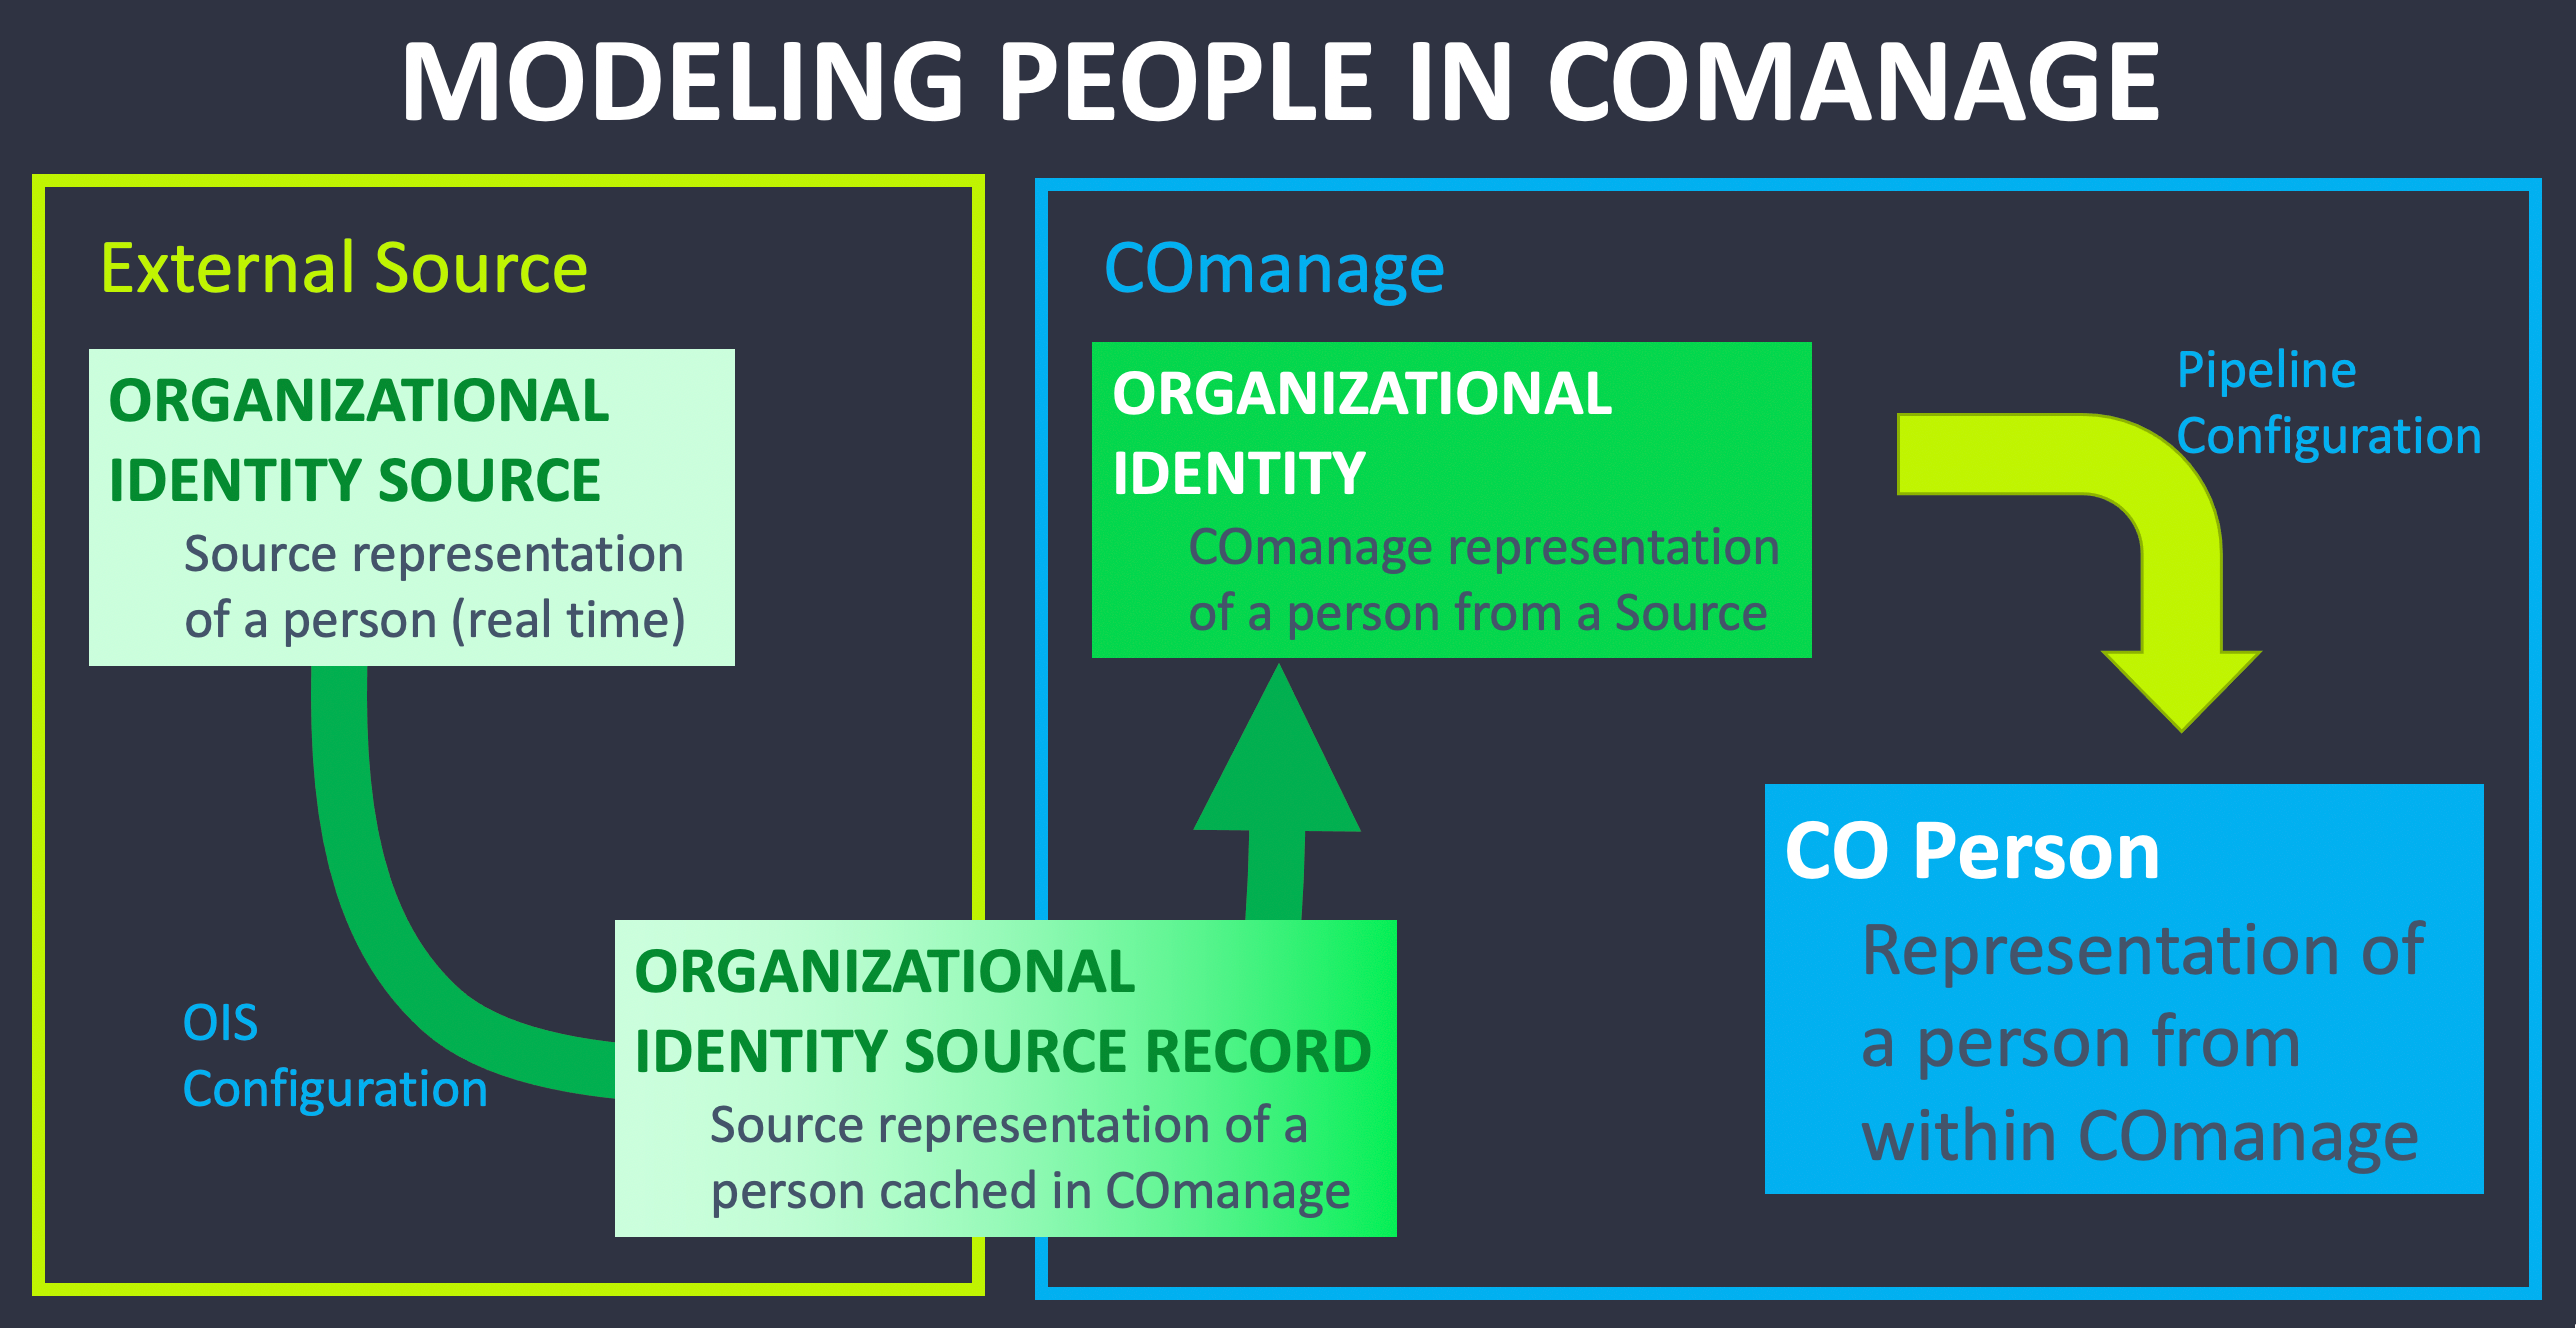 MODELING PEOPLE IN COMANAGE
External Source
ORGANIZATIONAL
IDENTITY SOURCE
Source representation
of a person (real time)
OIS
Configuration
ORGANIZATIONAL
IDENTITY SOURCE RECORD
Source representation of a
person cached in COmanage
COmanage
ORGANIZATIONAL
IDENTITY
COmanage representation
of a person from a Source
Pipeline
Configuration
CO Person
Representation of
a person from
within COmanage